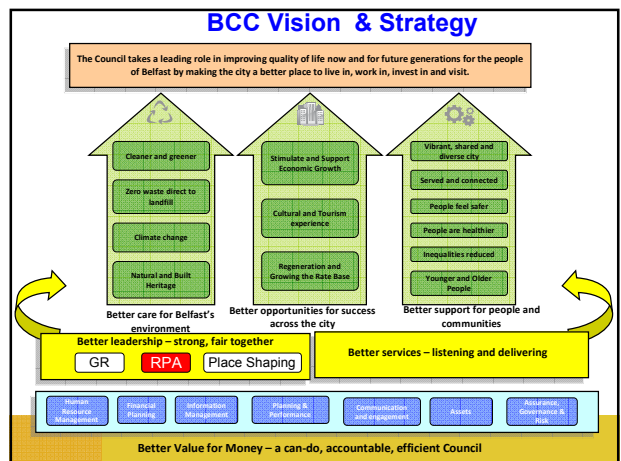 BCC Vision & Strategy
The Council takes a leading role in improving quality of life now and for future generations for the people
of Belfast by making the city a better place to live in, work in, invest in and visit.
Cleaner and greener
Zero waste direct to
landfill
Climate change
Natural and Built
Heritage
Better care for Belfast's
environment
Stimulate and Support
Economic Growth
Cultural and Tourism
experience
Regeneration and
Growing the Rate Base
Better opportunities for success
across the city
Vibrant, shared and
diverse city
Served and connected
People feel safer
People are healthier
Inequalities reduced
Younger and Older
People
Better support for people and
communities
Better leadership – strong, fair together
GR
RPA
Place Shaping
Better services – listening and delivering
Human
Resource
Management
Financial
Planning
Information
Management
Planning &
Performance
Communication
and engagement
Assets
Assurance,
Governance &
Risk
Better Value for Money – a can-do, accountable, efficient Council